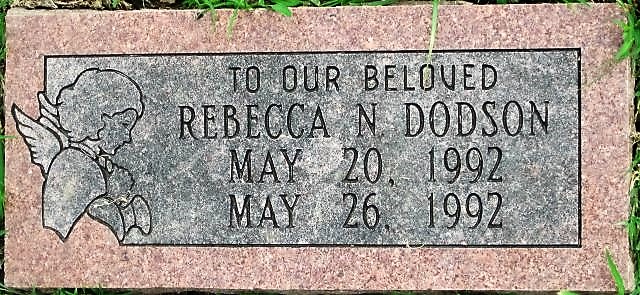 TO OUR BELOVED
REBECCA N. DODSON
MAY 20, 1992
MAY 26, 1992